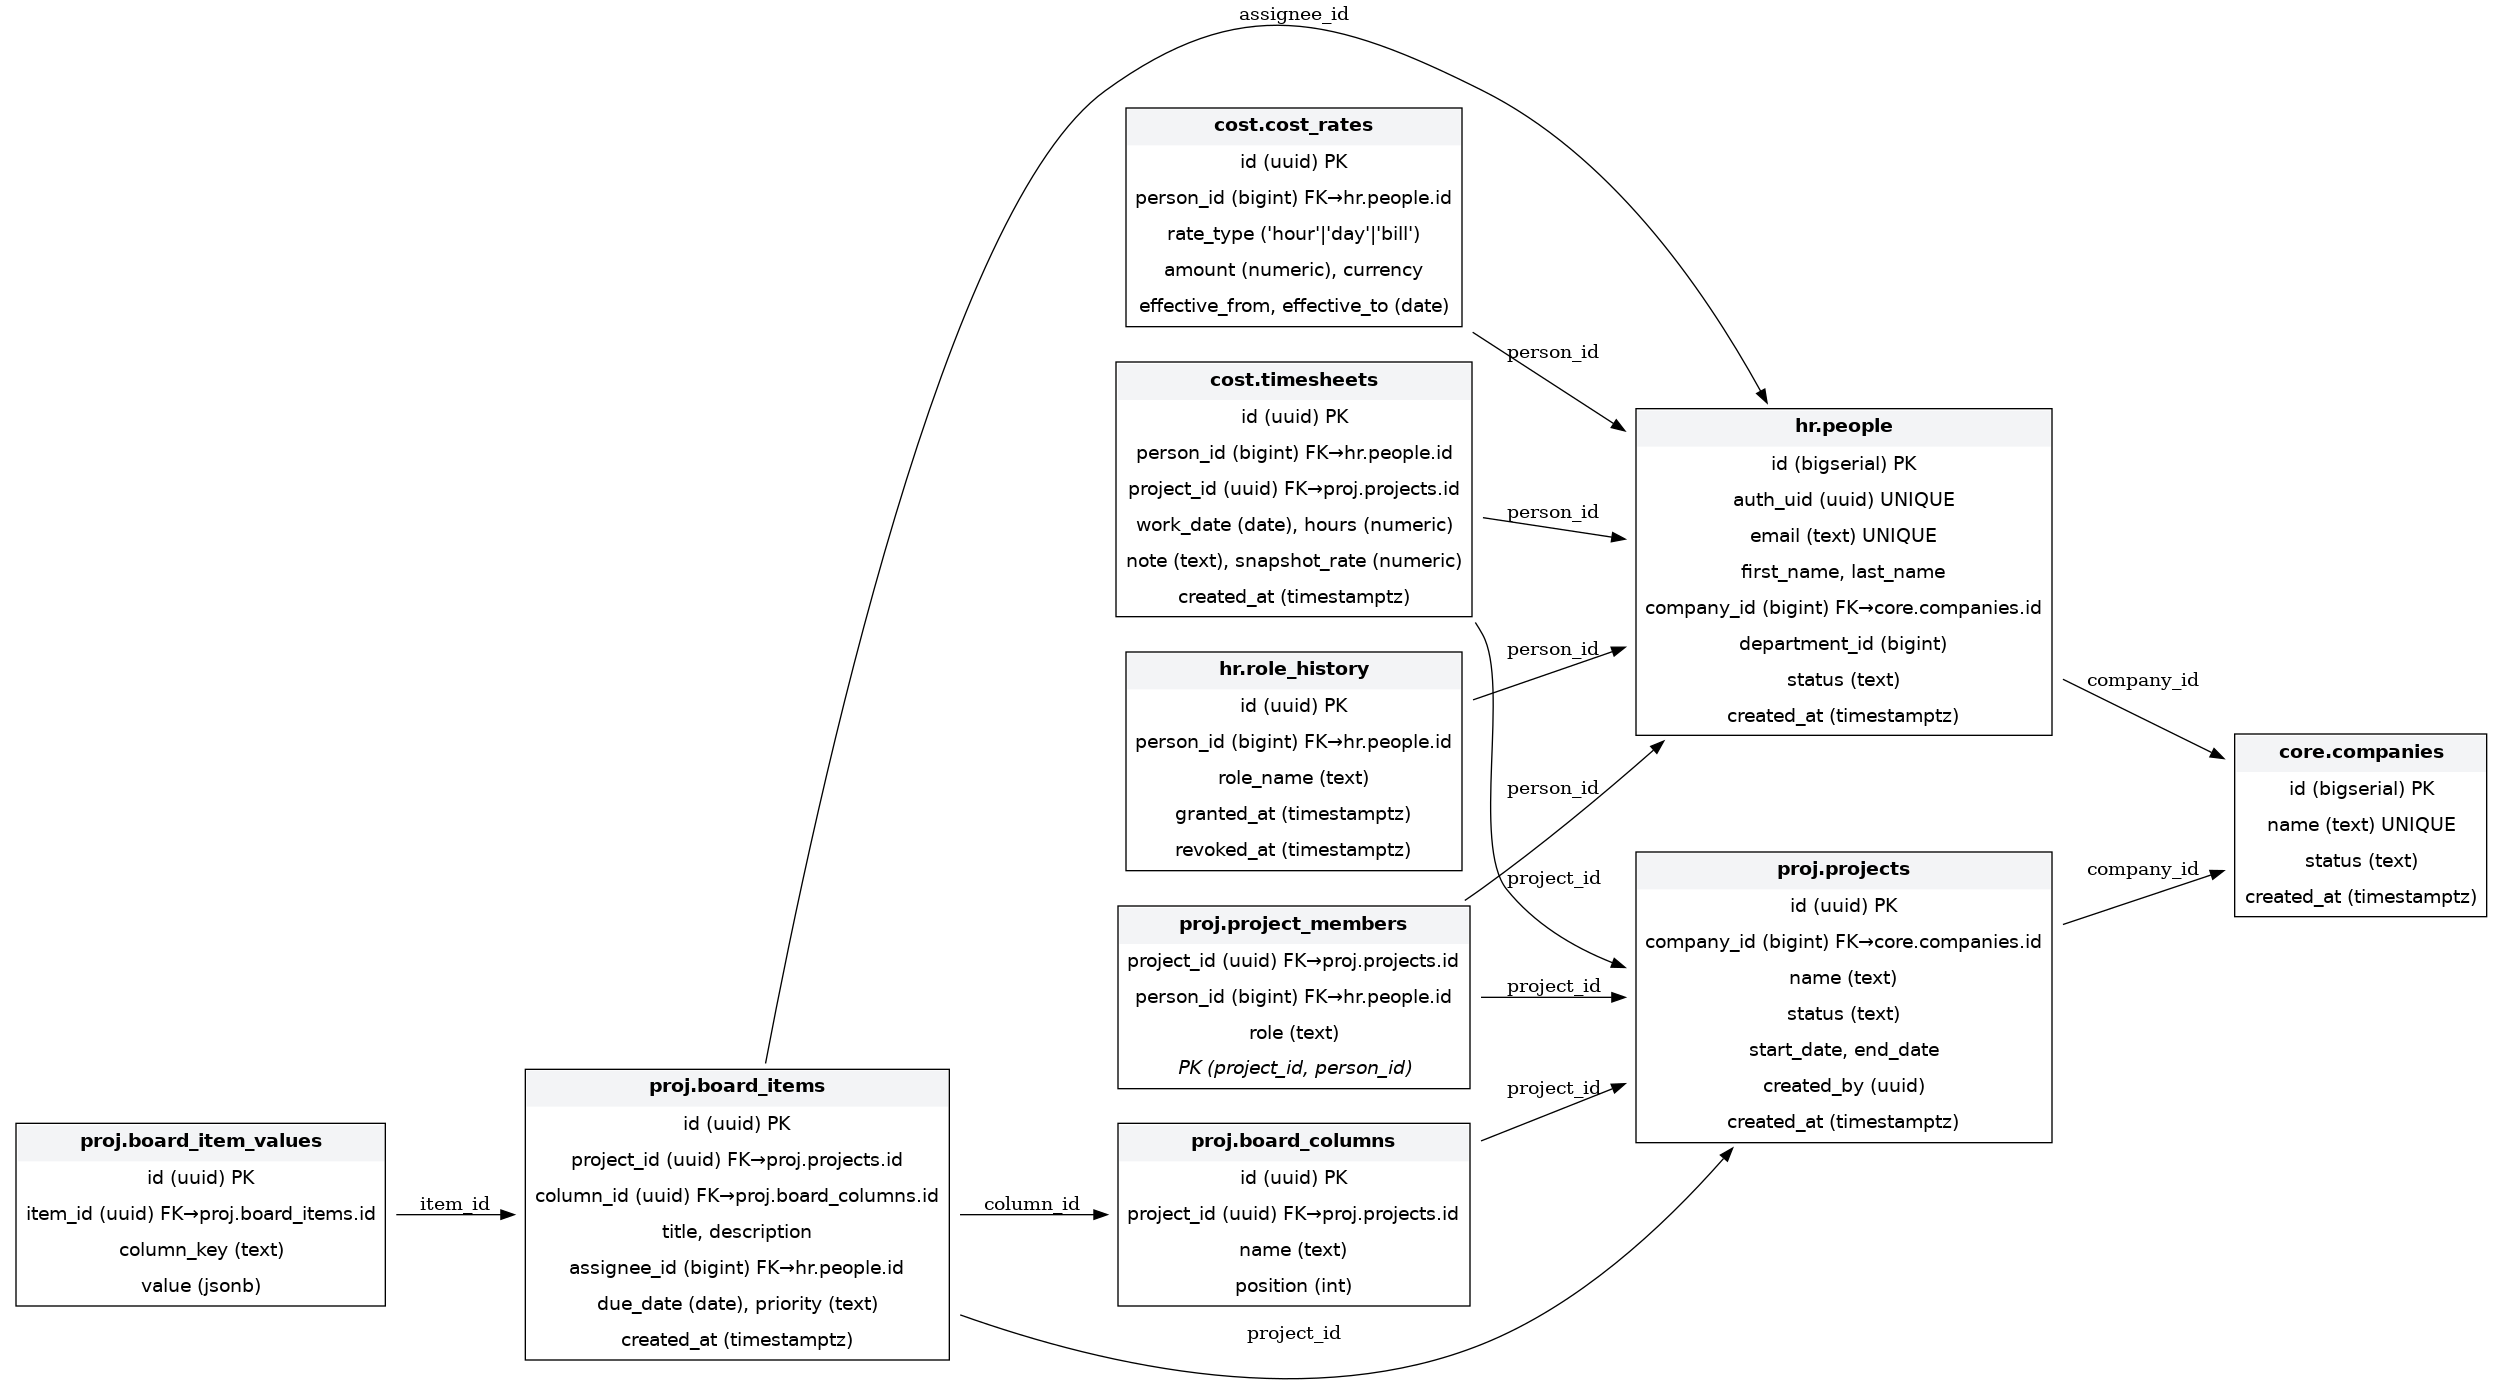 assignee_id
cost.cost_rates
id (uuid) PK
person_id (bigint) FK→hr.people.id
rate_type ('hour'|'day'|'bill')
amount (numeric), currency
effective_from, effective_to (date)
person_id
cost.timesheets
id (uuid) PK
person_id (bigint) FK→hr.people.id
project_id (uuid) FK→proj.projects.id
work_date (date), hours (numeric)
note (text), snapshot_rate (numeric)
created_at (timestamptz)
person_id
project_id
hr.role_history
id (uuid) PK
person_id (bigint) FK→hr.people.id
role_name (text)
granted_at (timestamptz)
revoked_at (timestamptz)
person_id
hr.people
id (bigserial) PK
auth_uid (uuid) UNIQUE
email (text) UNIQUE
first_name, last_name
company_id (bigint) FK→core.companies.id
department_id (bigint)
status (text)
created_at (timestamptz)
company_id
core.companies
id (bigserial) PK
name (text) UNIQUE
status (text)
created_at (timestamptz)
proj.project_members
project_id (uuid) FK→proj.projects.id
person_id (bigint) FK→hr.people.id
role (text)
PK (project_id, person_id)
person_id
project_id
proj.projects
id (uuid) PK
company_id (bigint) FK→core.companies.id
name (text)
status (text)
start_date, end_date
created_by (uuid)
created_at (timestamptz)
company_id
proj.board_item_values
id (uuid) PK
item_id (uuid) FK→proj.board_items.id
column_key (text)
value (jsonb)
item_id
proj.board_items
id (uuid) PK
project_id (uuid) FK→proj.projects.id
column_id (uuid) FK→proj.board_columns.id
title, description
assignee_id (bigint) FK→hr.people.id
due_date (date), priority (text)
created_at (timestamptz)
column_id
proj.board_columns
id (uuid) PK
project_id (uuid) FK→proj.projects.id
name (text)
position (int)
project_id
project_id